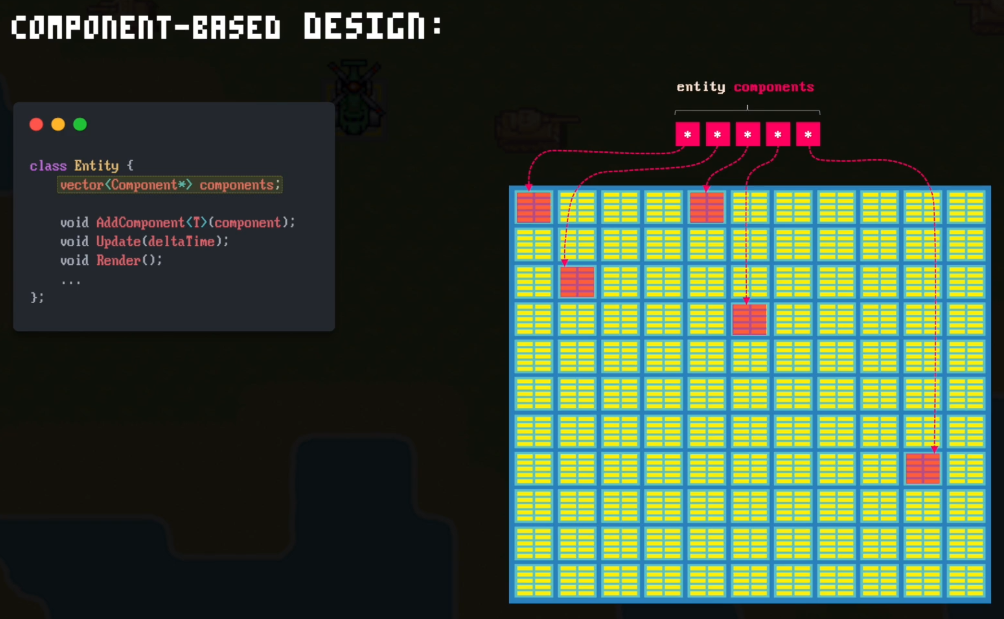 COMPONENT-BASED DESIGN:
entity components
* * * * *
class Entity {
vector<Component*> components;
void AddComponent<T>(component);
void Update(deltaTime);
void Render();
...
};